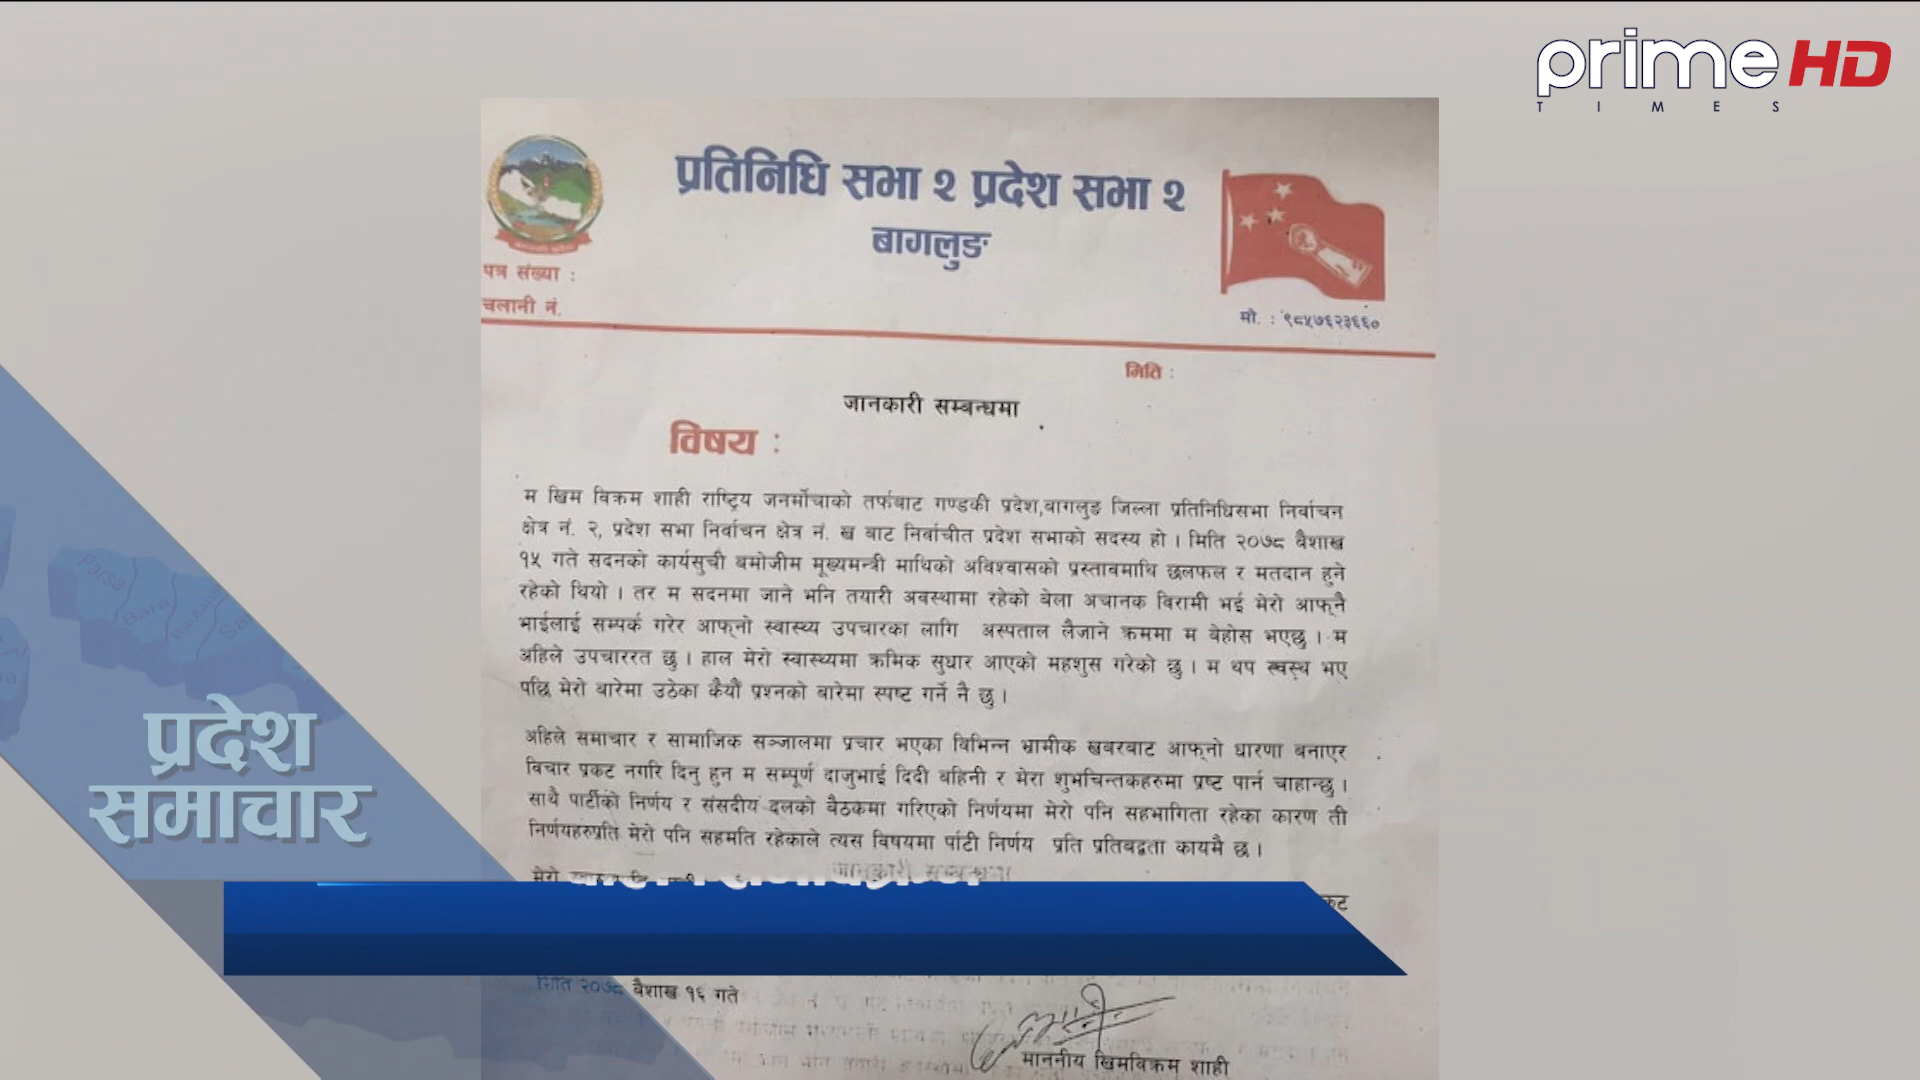 prime HD
TIMES
प्रतिनिधि सभा २ प्रदेश सभा २
बागलुङ
पत्र संख्या :
चलानी नं.
मो. : ९८५७६२३६६०
मिति :
जानकारी सम्बन्धमा
विषय :
म खिम विक्रम शाही राष्ट्रिय जनर्मोचाको तर्फबाट गण्डकी प्रदेश,बागलुङ जिल्ला प्रतिनिधिसभा निर्वाचन
क्षेत्र नं. २, प्रदेश सभा निर्वाचन क्षेत्र नं. ख बाट निर्वाचीत प्रदेश सभाको सदस्य हो । मिति २०७८ बैशाख
१५ गते सदनको कार्यसुची बमोजीम मूख्यमन्त्री माथिको अविश्वासको प्रस्तावमाथि छलफल र मतदान हुने
रहेको थियो । तर म सदनमा जाने भनि तयारी अवस्थामा रहेको बेला अचानक बिरामी भई मेरो आफ्नै
भाईलाई सम्पर्क गरेर आफ्नो स्वास्थ्य उपचारका लागि अस्पताल लैजाने क्रममा म बेहोस भएछु । म
अहिले उपचाररत छु । हाल मेरो स्वास्थ्यमा क्रमिक सुधार आएको महशुस गरेको छु । म थप स्वस्थ भए
पछि मेरो बारेमा उठेका कैयौं प्रश्नको बारेमा स्पष्ट गर्ने नै छु ।
अहिले समाचार र सामाजिक सञ्जालमा प्रचार भएका विभिन्न भ्रामीक खबरबाट आफ्नो धारणा बनाएर
विचार प्रकट नगरि दिनु हुन म सम्पूर्ण दाजुभाई दिदी बहिनी र मेरा शुभचिन्तकहरुमा प्रष्ट पार्न चाहान्छु ।
साथै पार्टीको निर्णय र संसदीय दलको बैठकमा गरिएको निर्णयमा मेरो पनि सहभागिता रहेका कारण ती
निर्णयहरुप्रति मेरो पनि सहमति रहेकाले त्यस विषयमा पार्टी निर्णय प्रति प्रतिबद्धता कायमै छ ।
मेरो
मिति २०७८ बैशाख १६ गते
माननीय खिमविक्रम शाही
प्रदेश
समाचार
Parsa
Bara